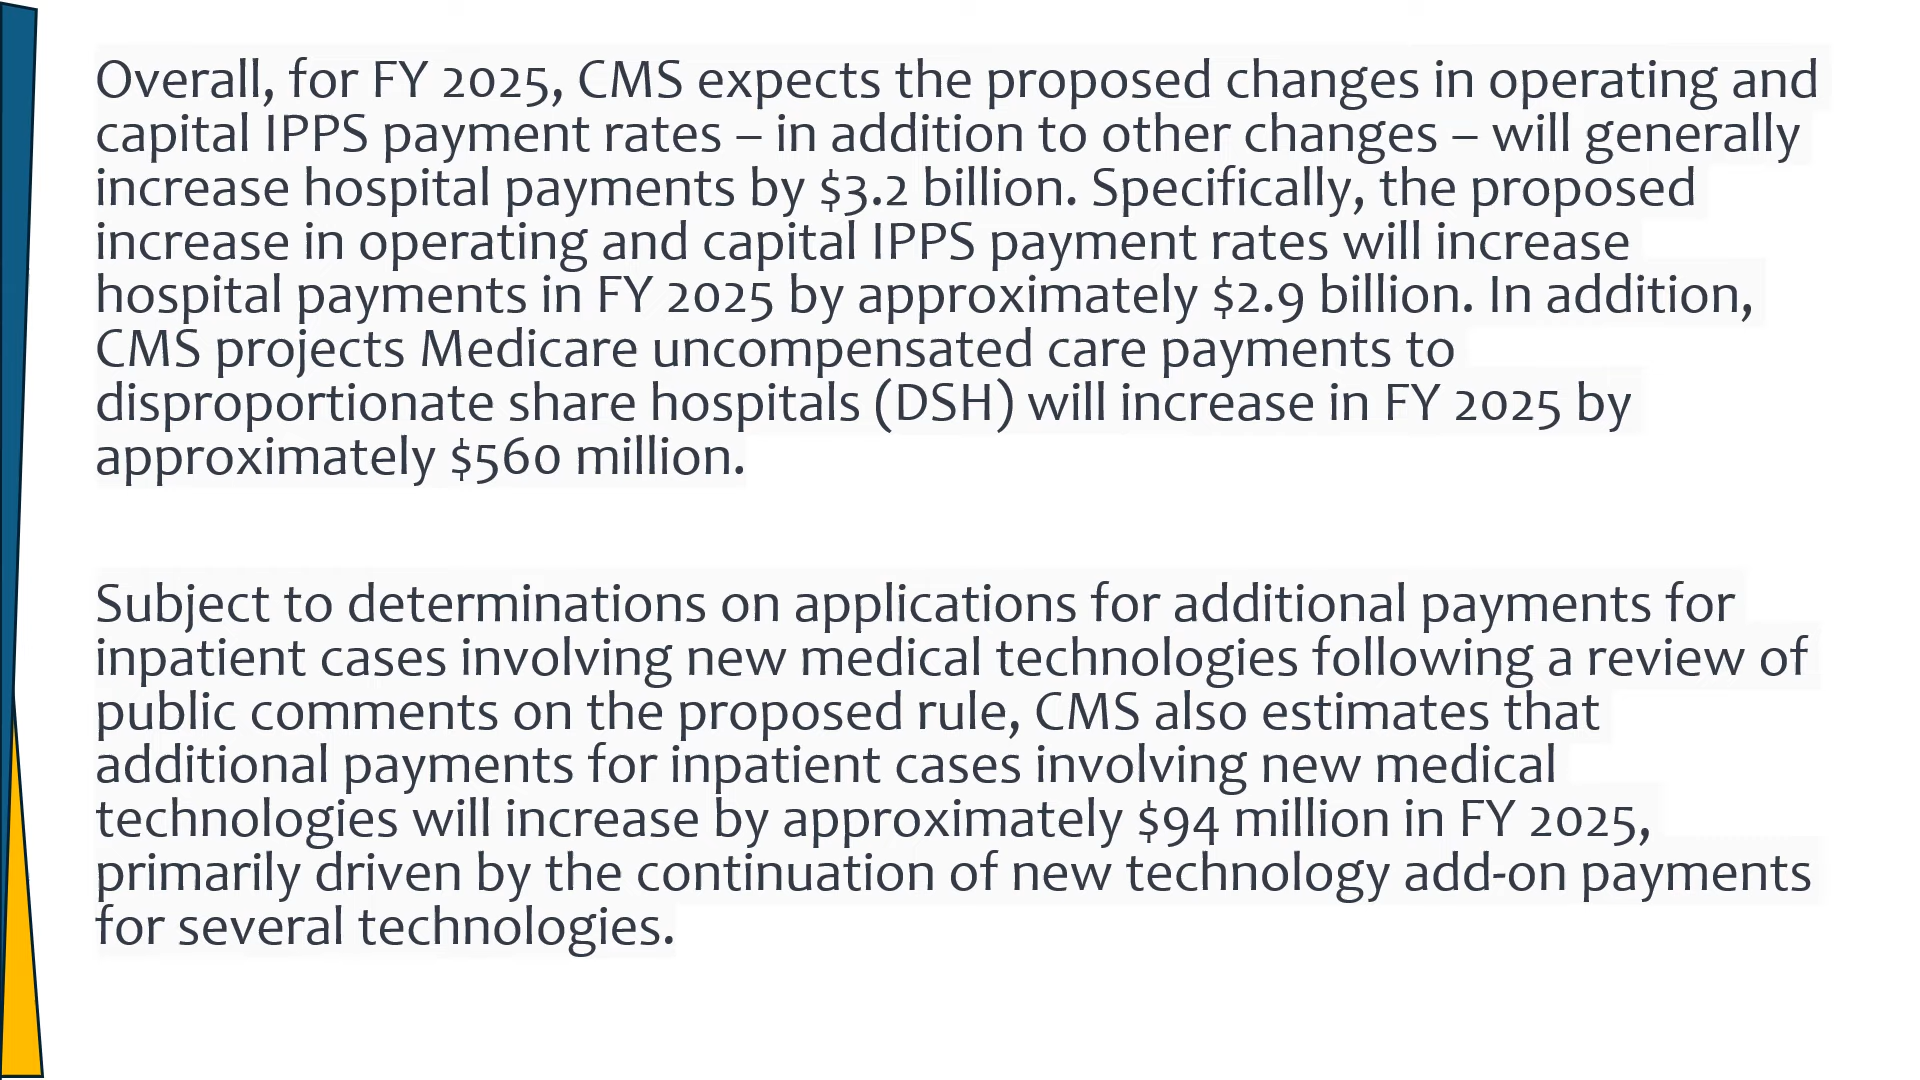 Overall, for FY 2025, CMS expects the proposed changes in operating and
capital IPPS payment rates – in addition to other changes – will generally
increase hospital payments by $3.2 billion. Specifically, the proposed
increase in operating and capital IPPS payment rates will increase
hospital payments in FY 2025 by approximately $2.9 billion. In addition,
CMS projects Medicare uncompensated care payments to
disproportionate share hospitals (DSH) will increase in FY 2025 by
approximately $560 million.
Subject to determinations on applications for additional payments for
inpatient cases involving new medical technologies following a review of
public comments on the proposed rule, CMS also estimates that
additional payments for inpatient cases involving new medical
technologies will increase by approximately $94 million in FY 2025,
primarily driven by the continuation of new technology add-on payments
for several technologies.